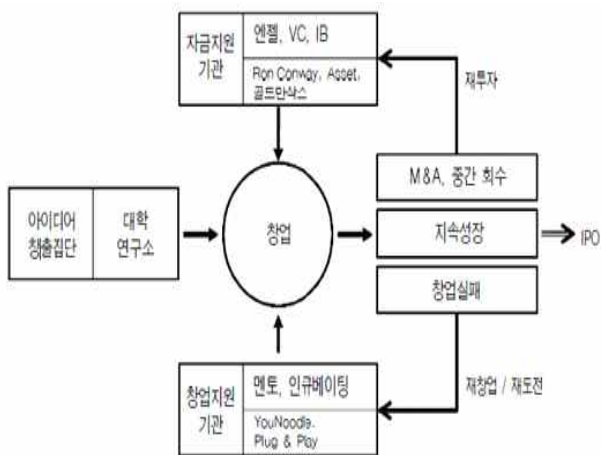 자금지원
기관
엔젤, VC, IB
Ron Conway, Asset,
골드만삭스
재투자
M&A, 중간 회수
아이디어
창출집단
대학
연구소
창업
지속성장
IPO
창업실패
창업지원
기관
멘토, 인큐베이팅
YouNoodle,
Plug & Play
재창업 / 재도전